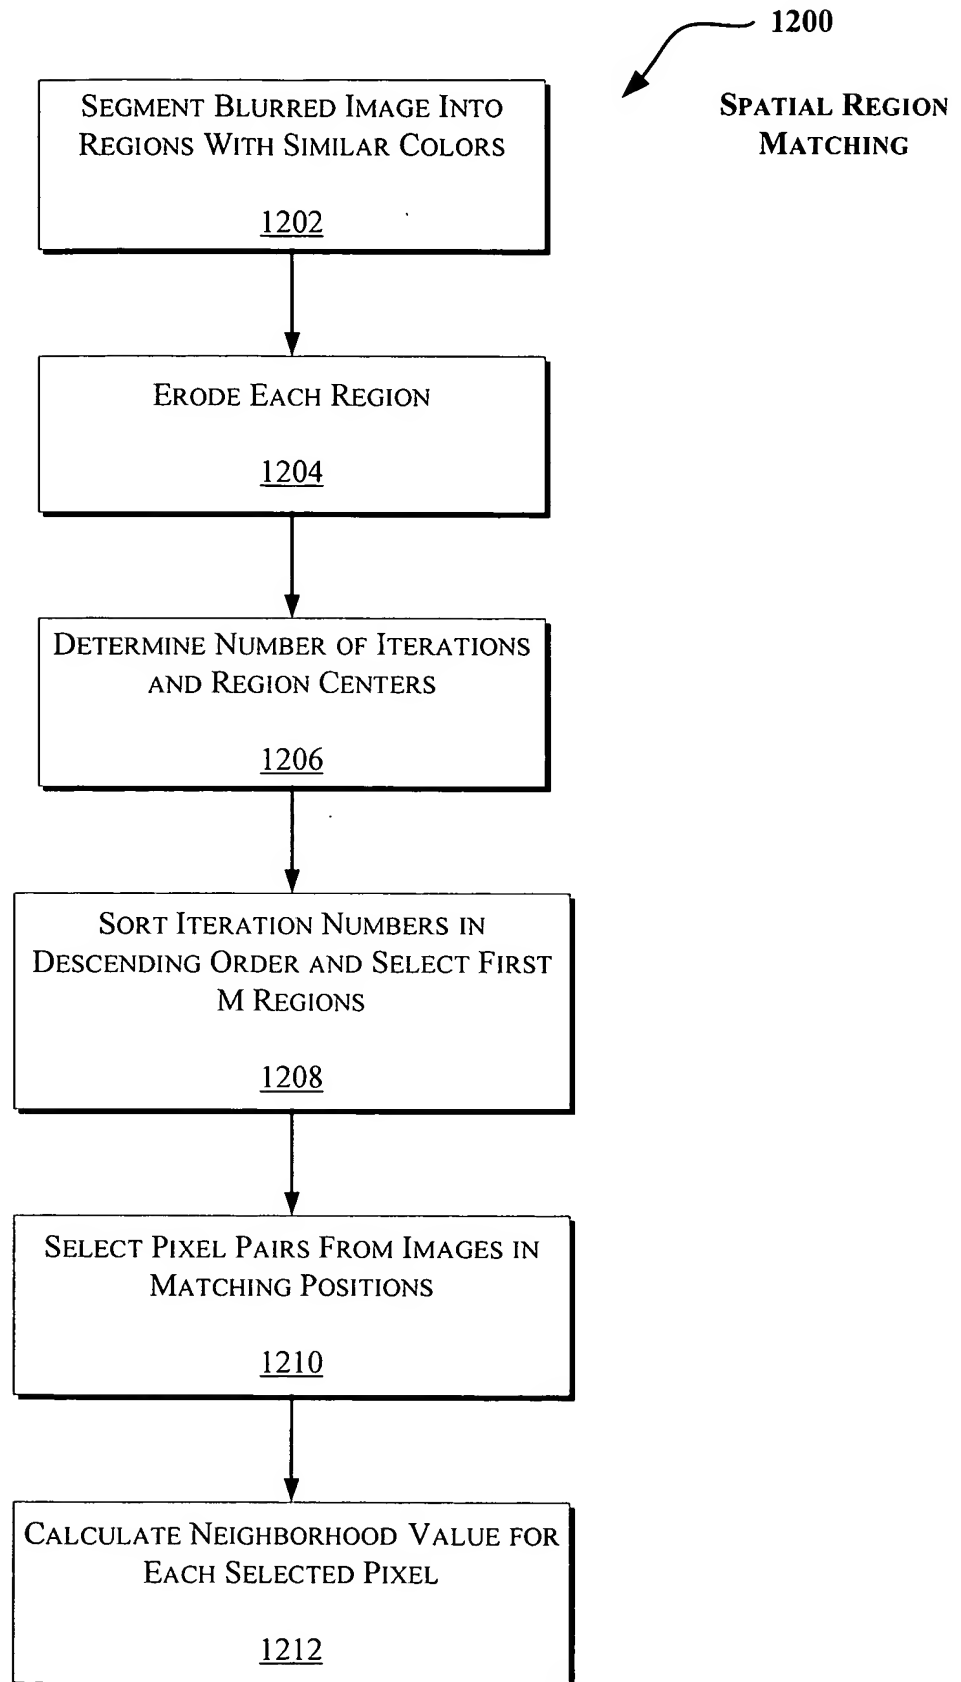 1200
SPATIAL REGION
MATCHING
SEGMENT BLURRED IMAGE INTO
REGIONS WITH SIMILAR COLORS
1202
ERODE EACH REGION
1204
DETERMINE NUMBER OF ITERATIONS
AND REGION CENTERS
1206
SORT ITERATION NUMBERS IN
DESCENDING ORDER AND SELECT FIRST
M REGIONS
1208
SELECT PIXEL PAIRS FROM IMAGES IN
MATCHING POSITIONS
1210
CALCULATE NEIGHBORHOOD VALUE FOR
EACH SELECTED PIXEL
1212